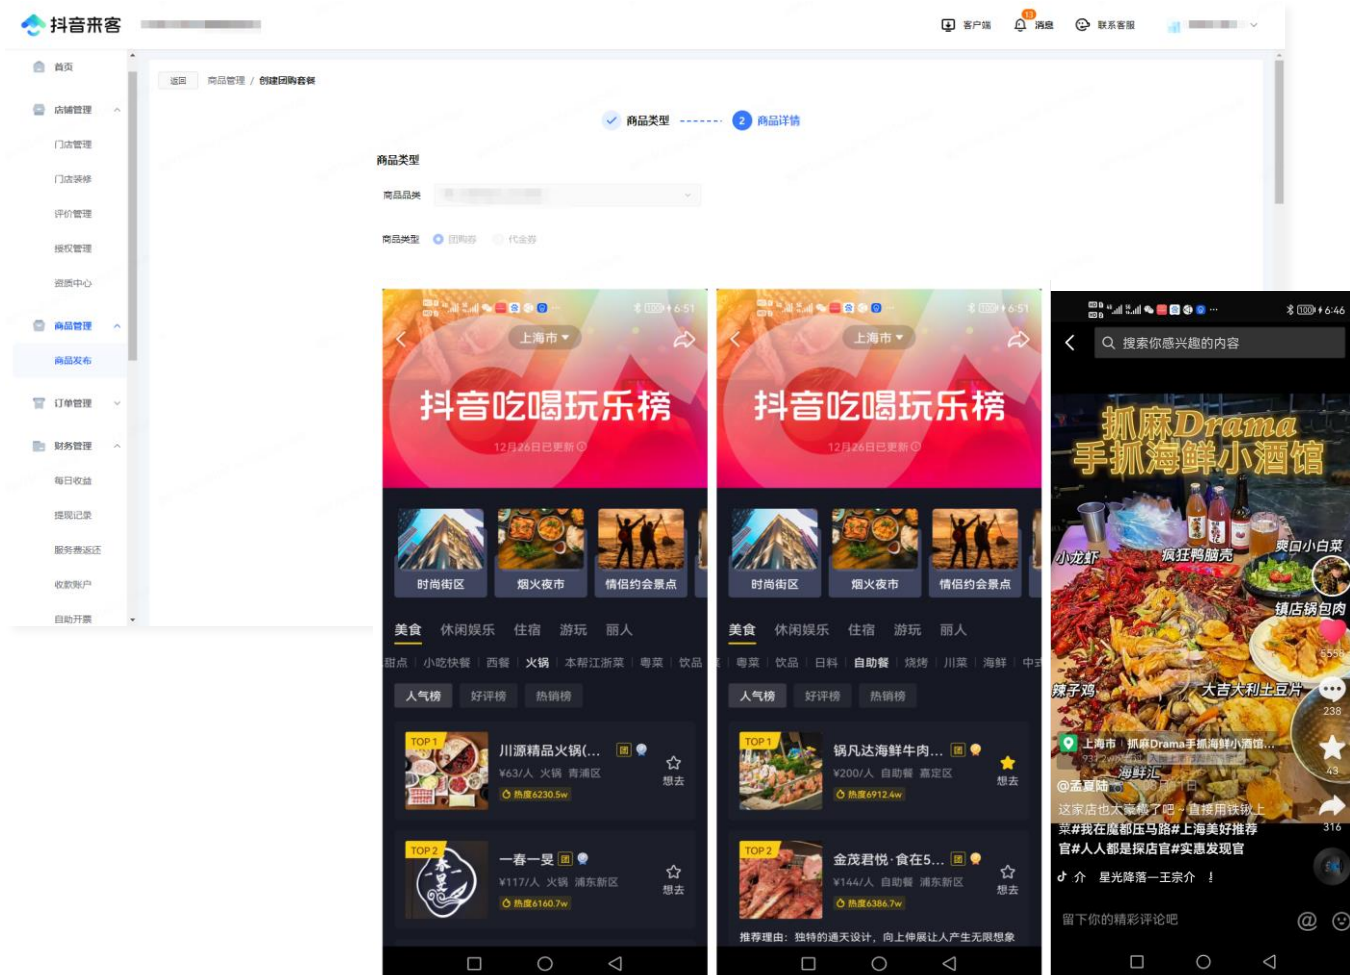 抖音来客
客户端
13
消息
联系客服
首页
店铺管理
门店管理
门店装修
评价管理
授权管理
资质中心
商品管理
商品发布
订单管理
财务管理
每日收益
提现记录
服务费返还
收款账户
自助开票
返回 商品管理 / 创建团购套餐
商品类型
2 商品详情
商品类型
商品品类
商品类型 团购券 代金券
6:51
上海市
抖音吃喝玩乐榜
12月26日已更新
时尚街区 烟火夜市 情侣约会景点
美食 休闲娱乐 住宿 游玩 丽人
甜点 小吃快餐 西餐 火锅 本帮江浙菜 粤菜 饮品
人气榜 好评榜 热销榜
TOP 1
川源精品火锅(... 团
¥63/人 火锅 青浦区
热度6230.5w
想去
TOP 2
一春一旻 团
¥117/人 火锅 浦东新区
热度6160.7w
想去
6:51
上海市
抖音吃喝玩乐榜
12月26日已更新
时尚街区 烟火夜市 情侣约会景点
美食 休闲娱乐 住宿 游玩 丽人
粤菜 饮品 日料 自助餐 烧烤 川菜 海鲜 中式
人气榜 好评榜 热销榜
TOP 1
锅凡达海鲜牛肉... 团
¥200/人 自助餐 嘉定区
热度6912.4w
想去
TOP 2
金茂君悦·食在5... 团
¥144/人 自助餐 浦东新区
热度6386.7w
想去
推荐理由：独特的通天设计，向上伸展让人产生无限想象
6:46
搜索你感兴趣的内容
抓麻Drama
手抓海鲜小酒馆
小龙虾
疯狂鸭脑壳
爽口小白菜
镇店锅包肉
5558
辣子鸡
大吉大利土豆片
238
上海市 抓麻Drama手抓海鲜小酒馆...
海鲜汇
43
@孟夏陆
这家店也太豪横了吧~直接用铁锹上
菜#我在魔都压马路#上海美好推荐
官#人人都是探店官#实惠发现官
316
介 星光降落一王宗介
留下你的精彩评论吧